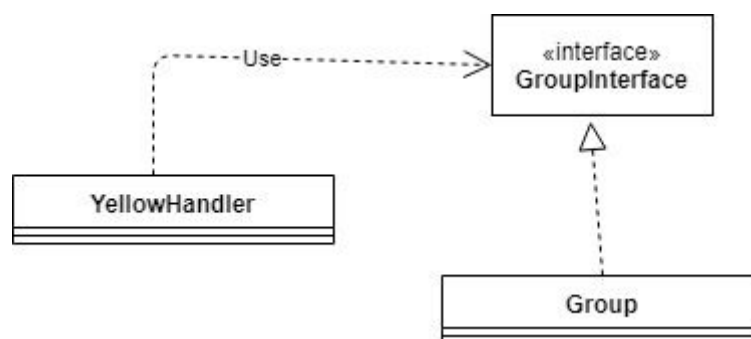 Use
«interface»
GroupInterface
YellowHandler
Group